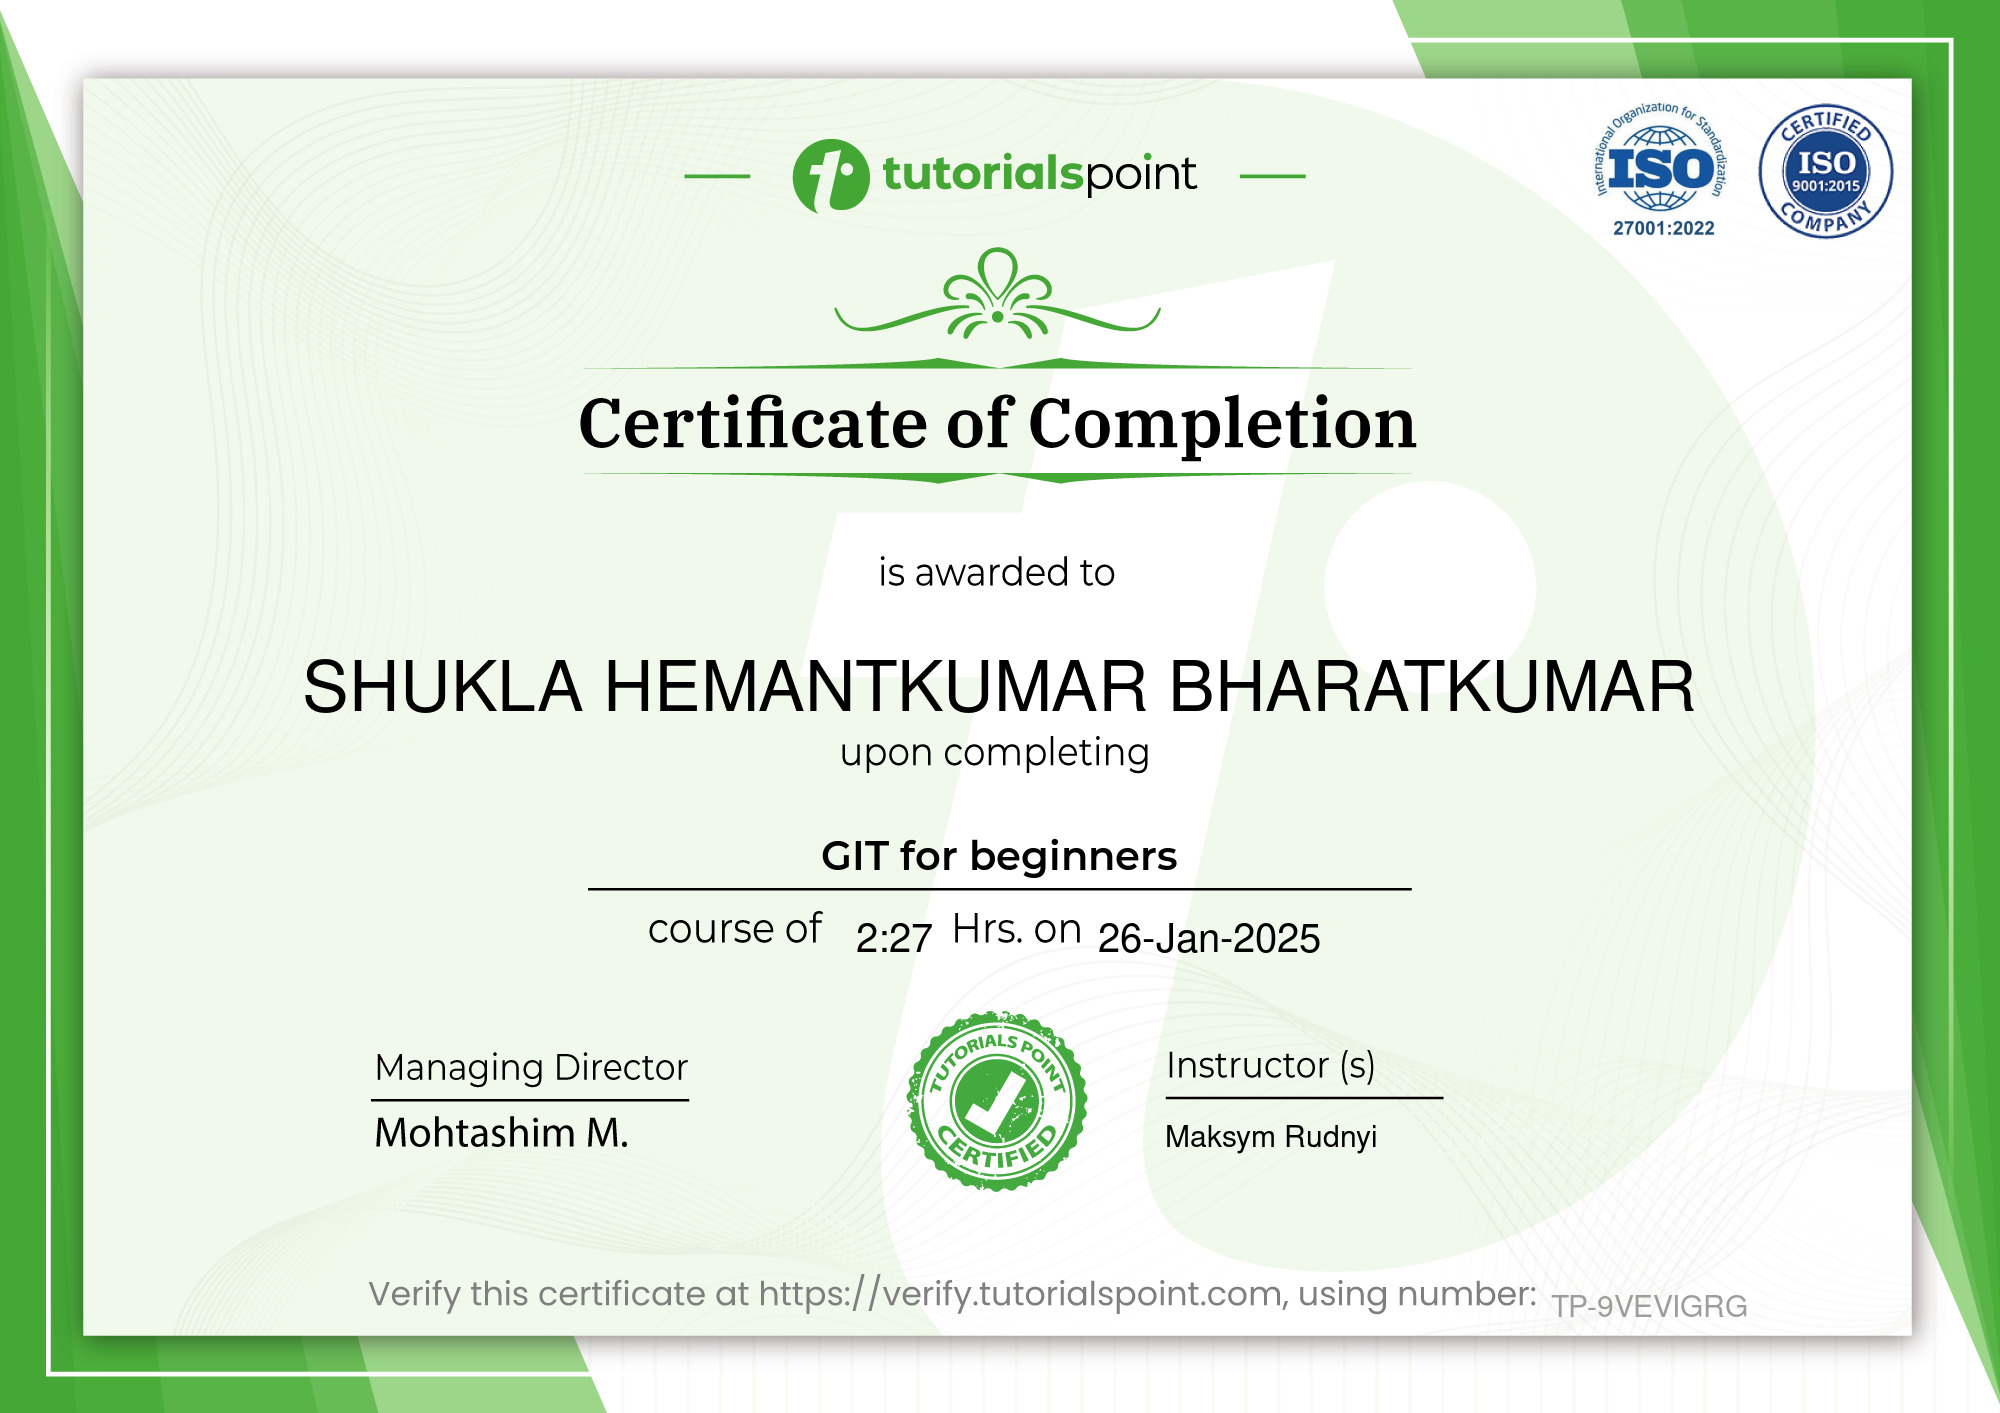 tutorialspoint
International Organization for Standardization
ISO
27001:2022
CERTIFIED
ISO
9001:2015
COMPANY
Certificate of Completion
is awarded to
SHUKLA HEMANTKUMAR BHARATKUMAR
upon completing
GIT for beginners
course of 2:27 Hrs. on 26-Jan-2025
Managing Director
Mohtashim M.
TUTORIALS POINT
CERTIFIED
Instructor (s)
Maksym Rudnyi
Verify this certificate at https://verify.tutorialspoint.com, using number: TP-9VEVIGRG